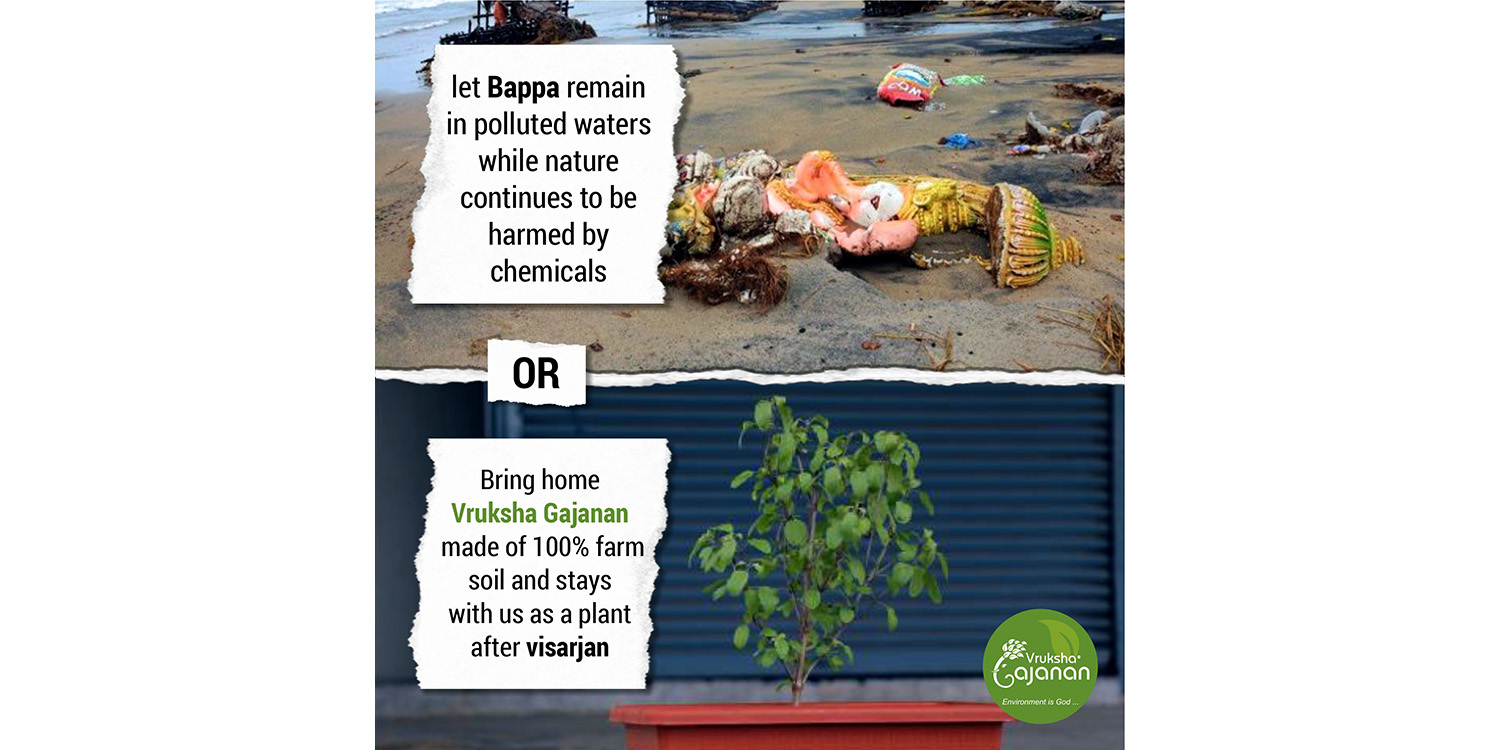 let Bappa remain
in polluted waters
while nature
continues to be
harmed by
chemicals
OR
Bring home
Vruksha Gajanan
made of 100% farm
soil and stays
with us as a plant
after visarjan
Vruksha
Gajanan
Environment is God ...